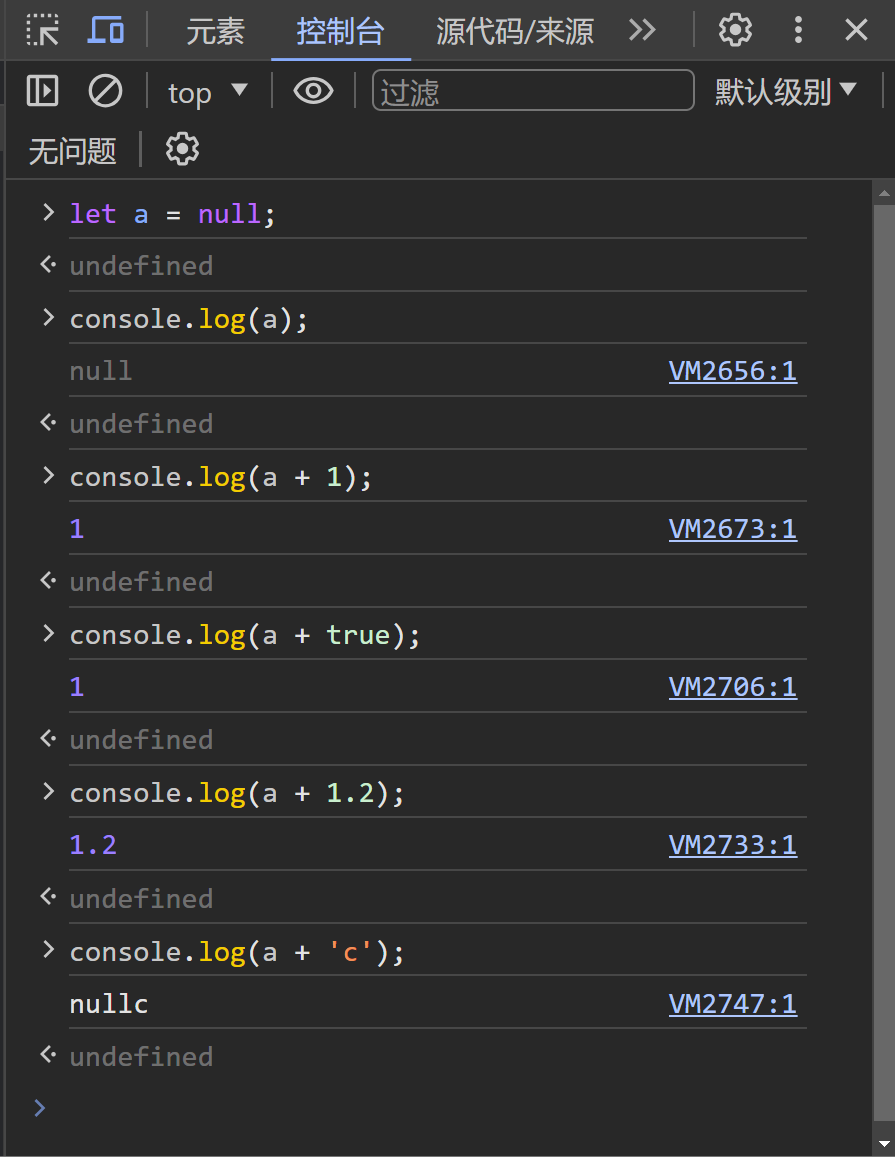 元素 控制台 源代码/来源
top 过滤 默认级别
无问题
let a = null;
undefined
console.log(a);
null VM2656:1
undefined
console.log(a + 1);
1 VM2673:1
undefined
console.log(a + true);
1 VM2706:1
undefined
console.log(a + 1.2);
1.2 VM2733:1
undefined
console.log(a + 'c');
nullc VM2747:1
undefined